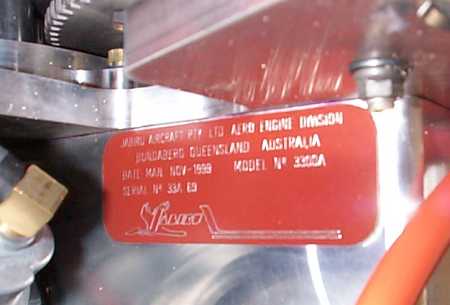 JABIRU AIRCRAFT PTY LTD AERO ENGINE DIVISION
BUNDABERG QUEENSLAND AUSTRALIA
DATE MAN. NOV-1999 MODEL Nº 3300A
SERIAL Nº 33A 69
JABIRU